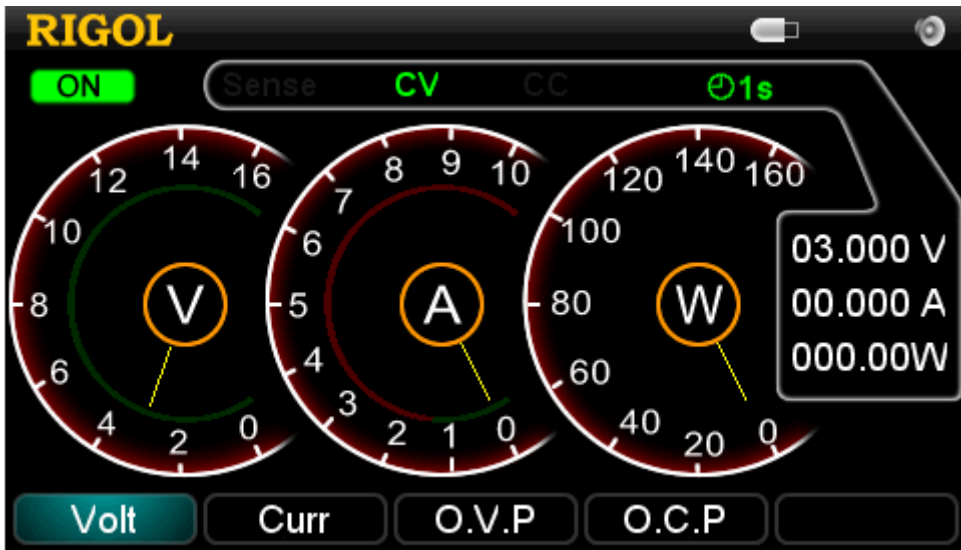 RIGOL
ON Sense CV CC 1s
0 2 4 6 8 10 12 14 16
V
0 1 2 3 4 5 6 7 8 9 10
A
0 20 40 60 80 100 120 140 160
W
03.000 V
00.000 A
000.00W
Volt Curr O.V.P O.C.P